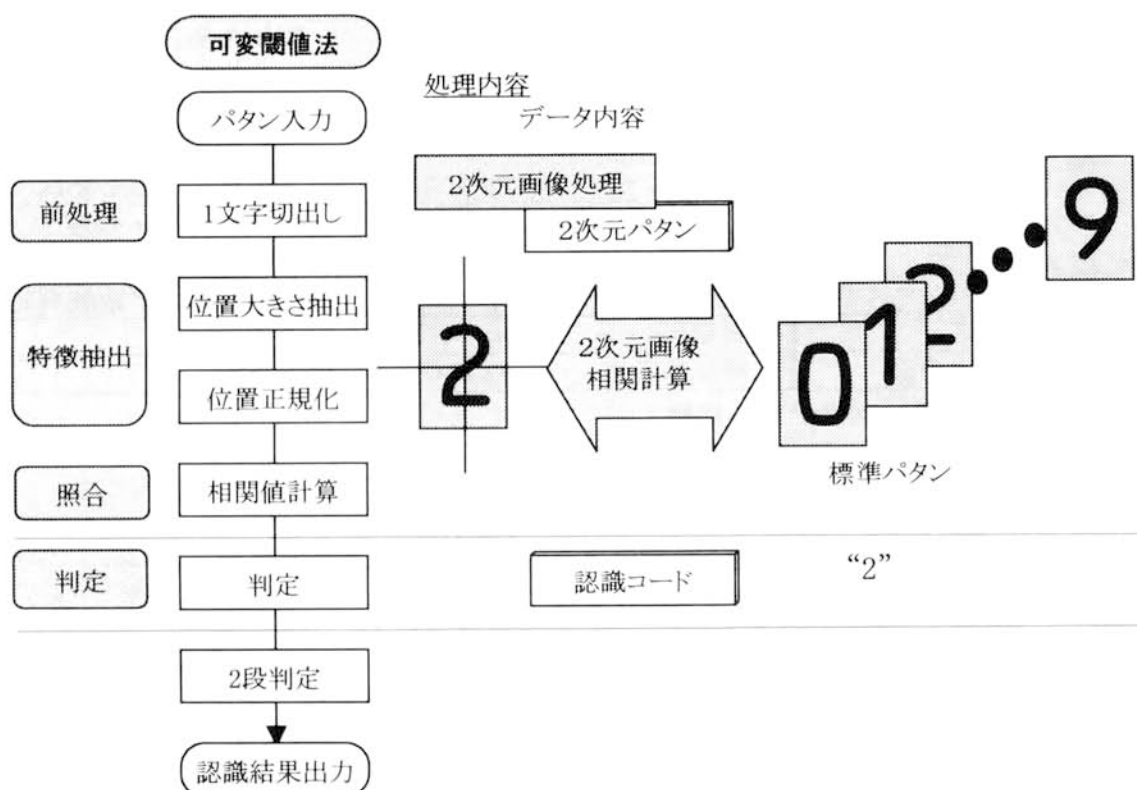 可変閾値法
パタン入力
処理内容
データ内容
前処理
1文字切出し
2次元画像処理
2次元パタン
9
特徴抽出
位置大きさ抽出
位置正規化
2
2次元画像
相関計算
0
1
2
標準パタン
照合
相関値計算
判定
判定
認識コード
“2”
2段判定
認識結果出力